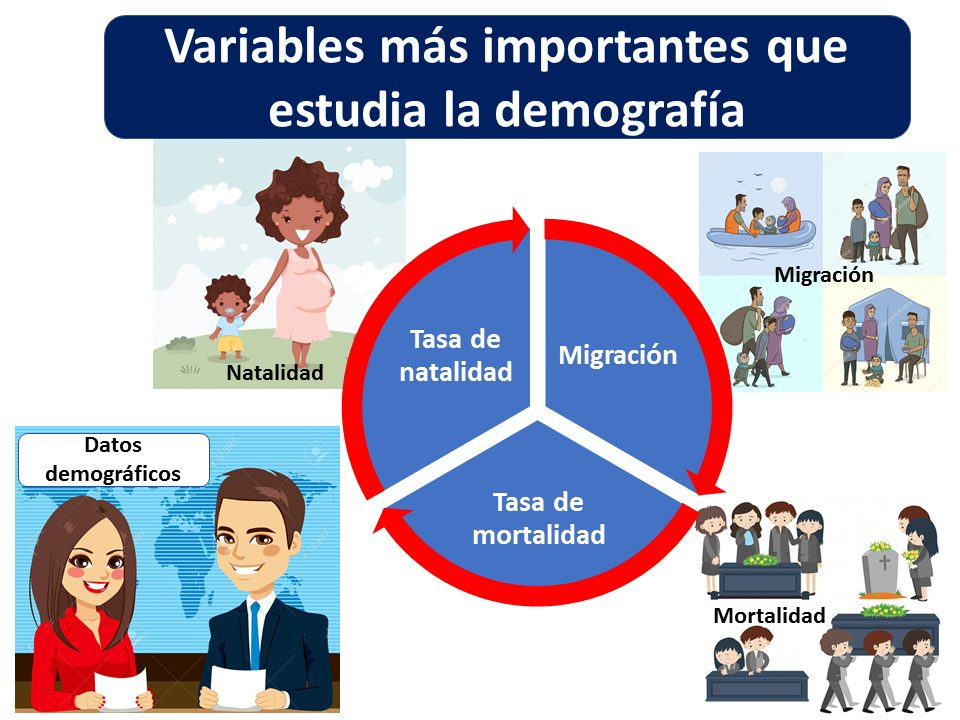 Variables más importantes que
estudia la demografía
Natalidad
Migración
Tasa de
natalidad
Migración
Tasa de
mortalidad
Datos
demográficos
Mortalidad